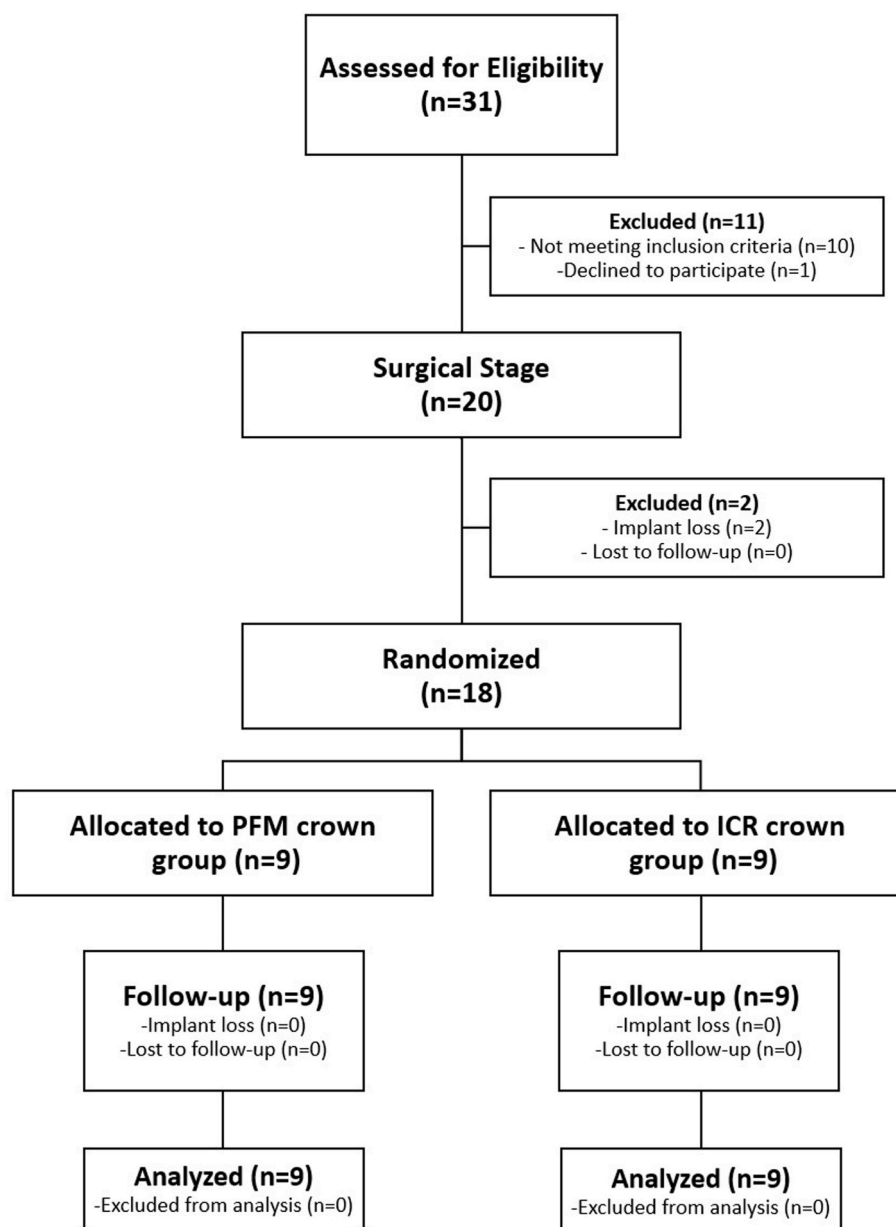 Assessed for Eligibility
(n=31)
Excluded (n=11)
- Not meeting inclusion criteria (n=10)
-Declined to participate (n=1)
Surgical Stage
(n=20)
Excluded (n=2)
- Implant loss (n=2)
- Lost to follow-up (n=0)
Randomized
(n=18)
Allocated to PFM crown
group (n=9)
Allocated to ICR crown
group (n=9)
Follow-up (n=9)
-Implant loss (n=0)
-Lost to follow-up (n=0)
Follow-up (n=9)
-Implant loss (n=0)
-Lost to follow-up (n=0)
Analyzed (n=9)
-Excluded from analysis (n=0)
Analyzed (n=9)
-Excluded from analysis (n=0)